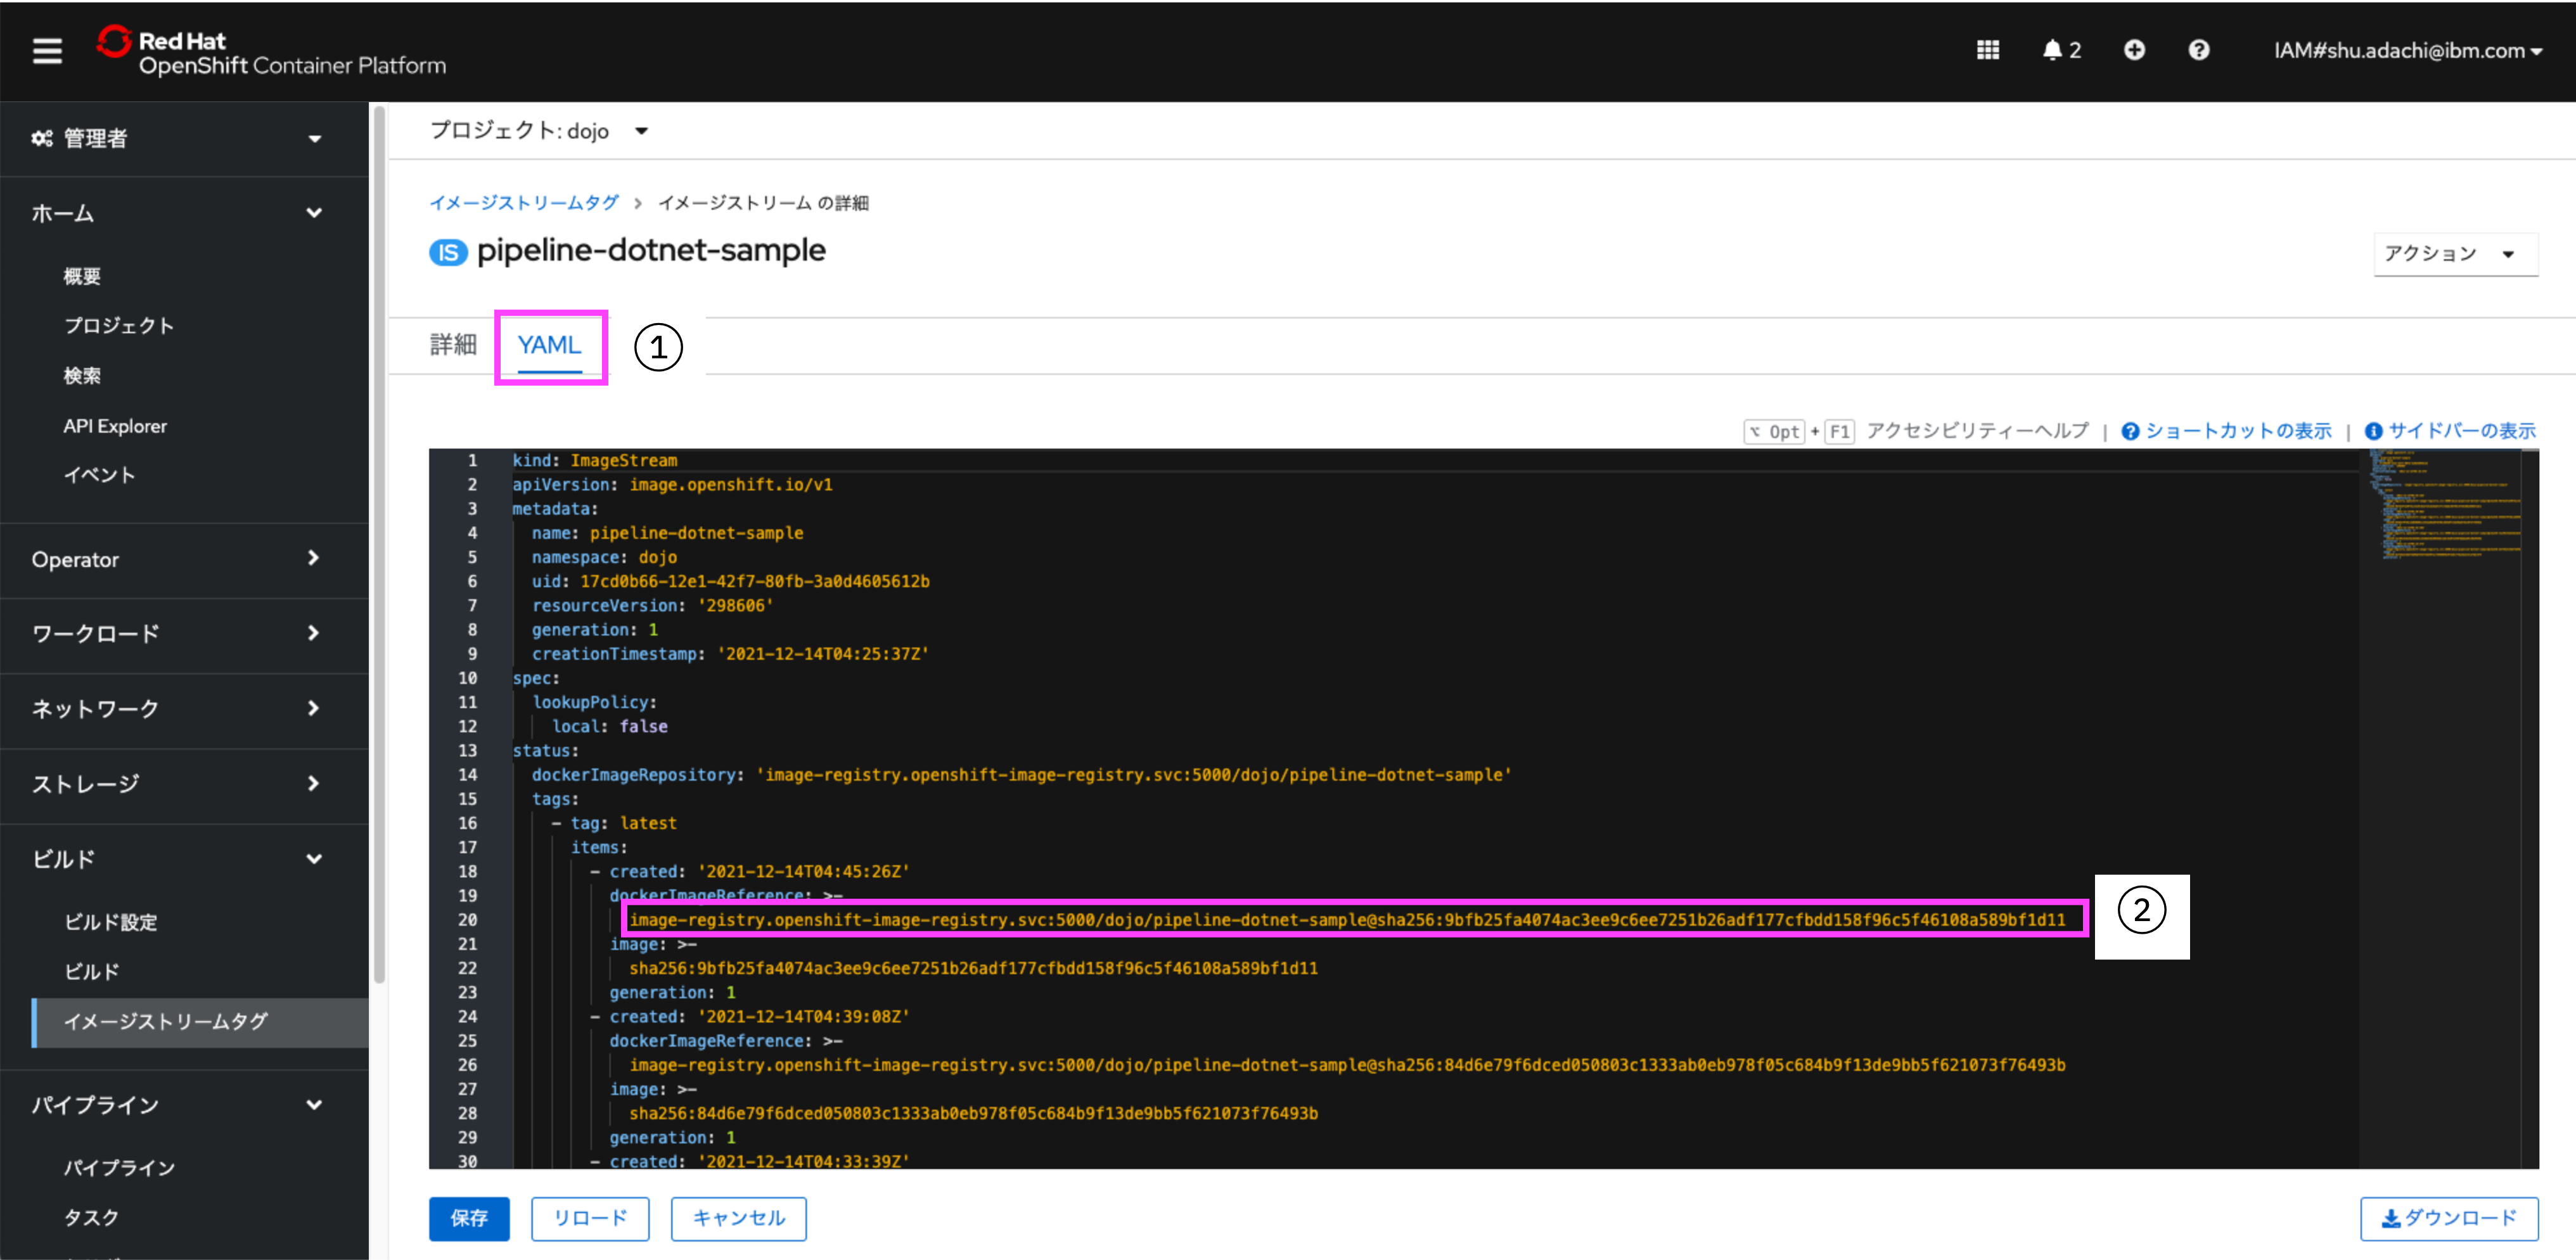 Red Hat
OpenShift Container Platform
2
IAM#shu.adachi@ibm.com
管理者
ホーム
概要
プロジェクト
検索
API Explorer
イベント
Operator
ワークロード
ネットワーク
ストレージ
ビルド
ビルド設定
ビルド
イメージストリームタグ
パイプライン
パイプライン
タスク
プロジェクト: dojo
イメージストリームタグ > イメージストリーム の詳細
IS pipeline-dotnet-sample
アクション
詳細 YAML ①
⌥ Opt + F1 アクセシビリティーヘルプ | ショートカットの表示 | サイドバーの表示
1 kind: ImageStream
2 apiVersion: image.openshift.io/v1
3 metadata:
4 name: pipeline-dotnet-sample
5 namespace: dojo
6 uid: 17cd0b66-12e1-42f7-80fb-3a0d4605612b
7 resourceVersion: '298606'
8 generation: 1
9 creationTimestamp: '2021-12-14T04:25:37Z'
10 spec:
11 lookupPolicy:
12 local: false
13 status:
14 dockerImageRepository: 'image-registry.openshift-image-registry.svc:5000/dojo/pipeline-dotnet-sample'
15 tags:
16 - tag: latest
17 items:
18 - created: '2021-12-14T04:45:26Z'
19 dockerImageReference: >-
20 image-registry.openshift-image-registry.svc:5000/dojo/pipeline-dotnet-sample@sha256:9bfb25fa4074ac3ee9c6ee7251b26adf177cfbdd158f96c5f46108a589bf1d11 ②
21 image: >-
22 sha256:9bfb25fa4074ac3ee9c6ee7251b26adf177cfbdd158f96c5f46108a589bf1d11
23 generation: 1
24 - created: '2021-12-14T04:39:08Z'
25 dockerImageReference: >-
26 image-registry.openshift-image-registry.svc:5000/dojo/pipeline-dotnet-sample@sha256:84d6e79f6dced050803c1333ab0eb978f05c684b9f13de9bb5f621073f76493b
27 image: >-
28 sha256:84d6e79f6dced050803c1333ab0eb978f05c684b9f13de9bb5f621073f76493b
29 generation: 1
30 - created: '2021-12-14T04:33:39Z'
保存 リロード キャンセル ダウンロード